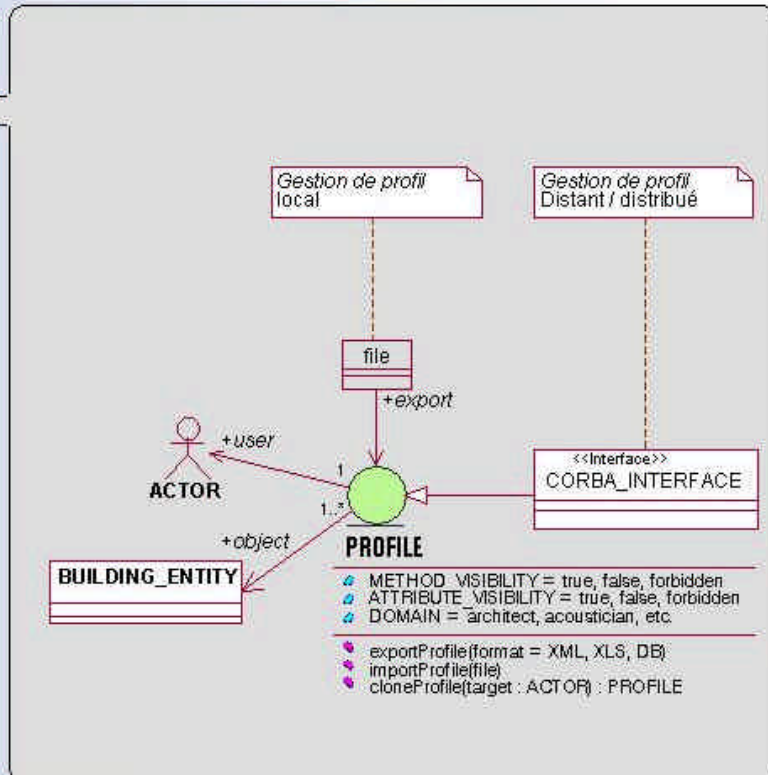 Gestion de profil
local
Gestion de profil
Distant / distribué
file
+export
+user
ACTOR
1
1..*
+object
BUILDING_ENTITY
PROFILE
<<Interface>>
CORBA_INTERFACE
METHOD_VISIBILITY = true, false, forbidden
ATTRIBUTE_VISIBILITY = true, false, forbidden
DOMAIN = architect, acoustician, etc.
exportProfile(format = XML, XLS, DB)
importProfile(file)
cloneProfile(target : ACTOR) : PROFILE